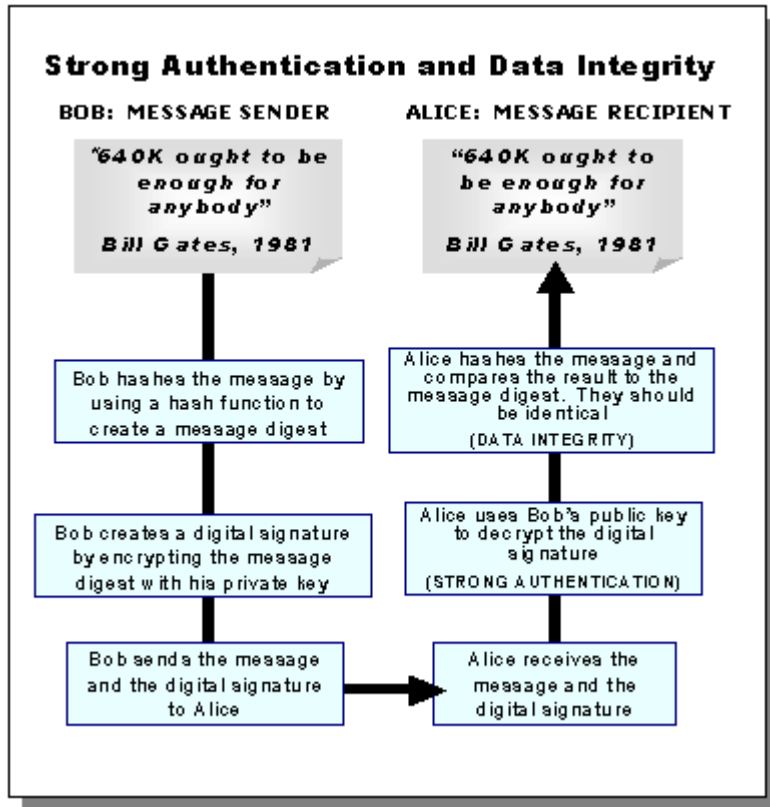 Strong Authentication and Data Integrity
BOB: MESSAGE SENDER
"640K ought to be
enough for
anybody"
Bill Gates, 1981
Bob hashes the message by
using a hash function to
create a message digest
Bob creates a digital signature
by encrypting the message
digest with his private key
Bob sends the message
and the digital signature
to Alice
ALICE: MESSAGE RECIPIENT
“640K ought to
be enough for
anybody”
Bill Gates, 1981
Alice hashes the message and
compares the result to the
message digest. They should
be identical
(DATA INTEGRITY)
Alice uses Bob's public key
to decrypt the digital
signature
(STRONG AUTHENTICATION)
Alice receives the
message and the
digital signature